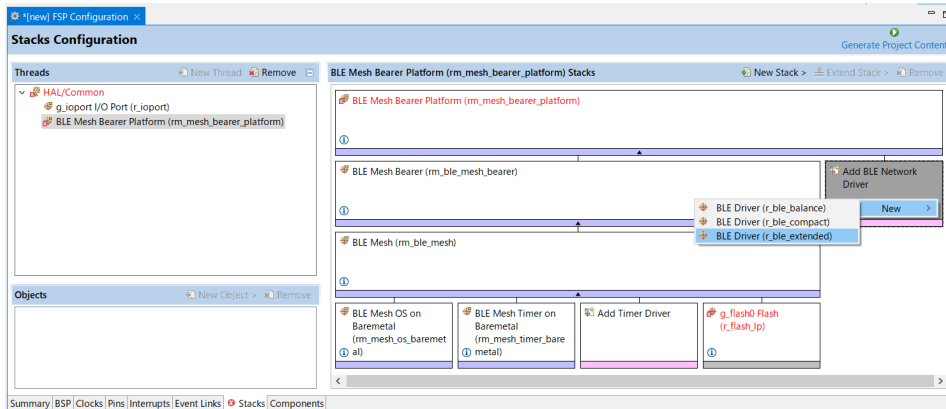 *[new] FSP Configuration
Stacks Configuration
Generate Project Content
Threads
New Thread
Remove
HAL/Common
g_ioport I/O Port (r_ioport)
BLE Mesh Bearer Platform (rm_mesh_bearer_platform)
Objects
New Object >
Remove
BLE Mesh Bearer Platform (rm_mesh_bearer_platform) Stacks
New Stack >
Extend Stack >
Remove
BLE Mesh Bearer Platform (rm_mesh_bearer_platform)
BLE Mesh Bearer (rm_ble_mesh_bearer)
Add BLE Network
Driver
New
BLE Driver (r_ble_balance)
BLE Driver (r_ble_compact)
BLE Driver (r_ble_extended)
BLE Mesh (rm_ble_mesh)
BLE Mesh OS on
Baremetal
(rm_mesh_os_baremet
al)
BLE Mesh Timer on
Baremetal
(rm_mesh_timer_bare
metal)
Add Timer Driver
g_flash0 Flash
(r_flash_lp)
Summary BSP Clocks Pins Interrupts Event Links Stacks Components